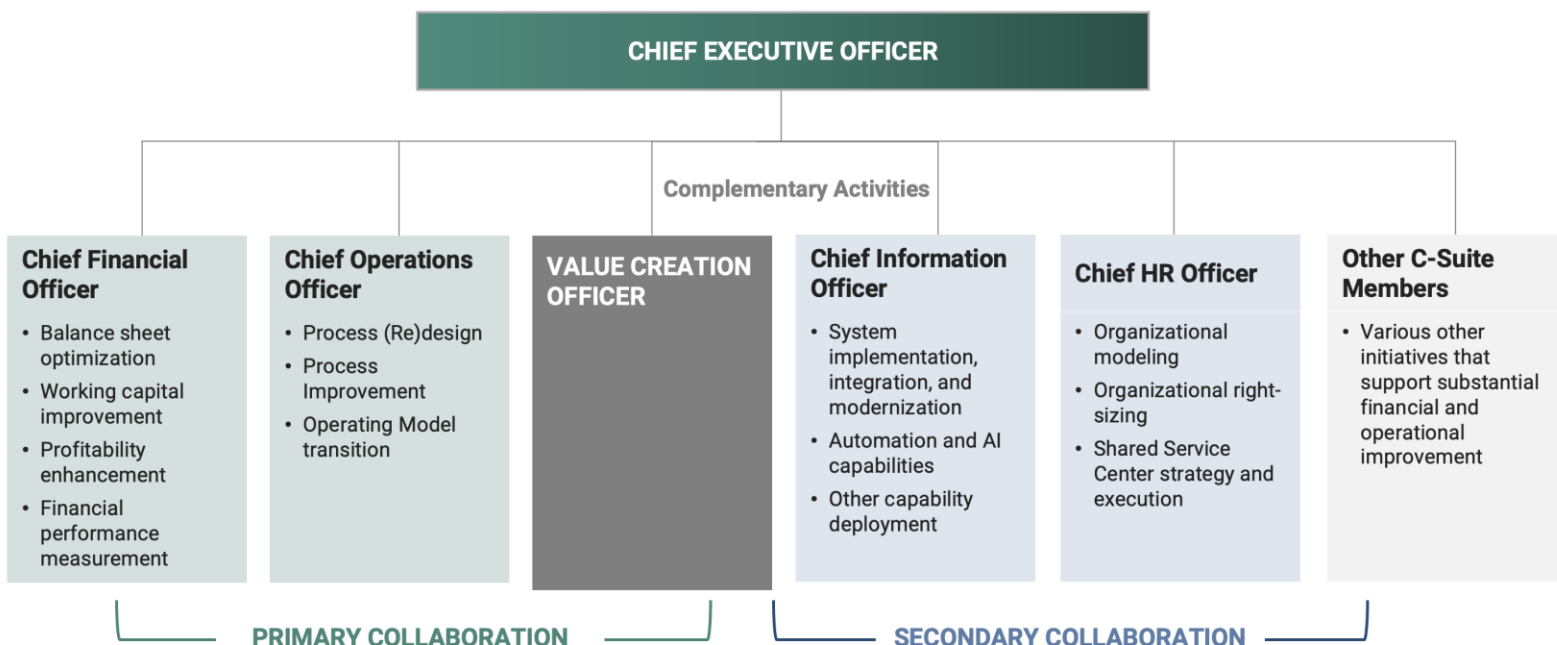 CHIEF EXECUTIVE OFFICER
Complementary Activities
Chief Financial
Officer
• Balance sheet
optimization
• Working capital
improvement
• Profitability
enhancement
• Financial
performance
measurement
Chief Operations
Officer
• Process (Re)design
• Process
Improvement
• Operating Model
transition
VALUE CREATION
OFFICER
Chief Information
Officer
• System
implementation,
integration, and
modernization
• Automation and AI
capabilities
• Other capability
deployment
Chief HR Officer
• Organizational
modeling
• Organizational right-
sizing
• Shared Service
Center strategy and
execution
Other C-Suite
Members
• Various other
initiatives that
support substantial
financial and
operational
improvement
PRIMARY COLLABORATION
SECONDARY COLLABORATION